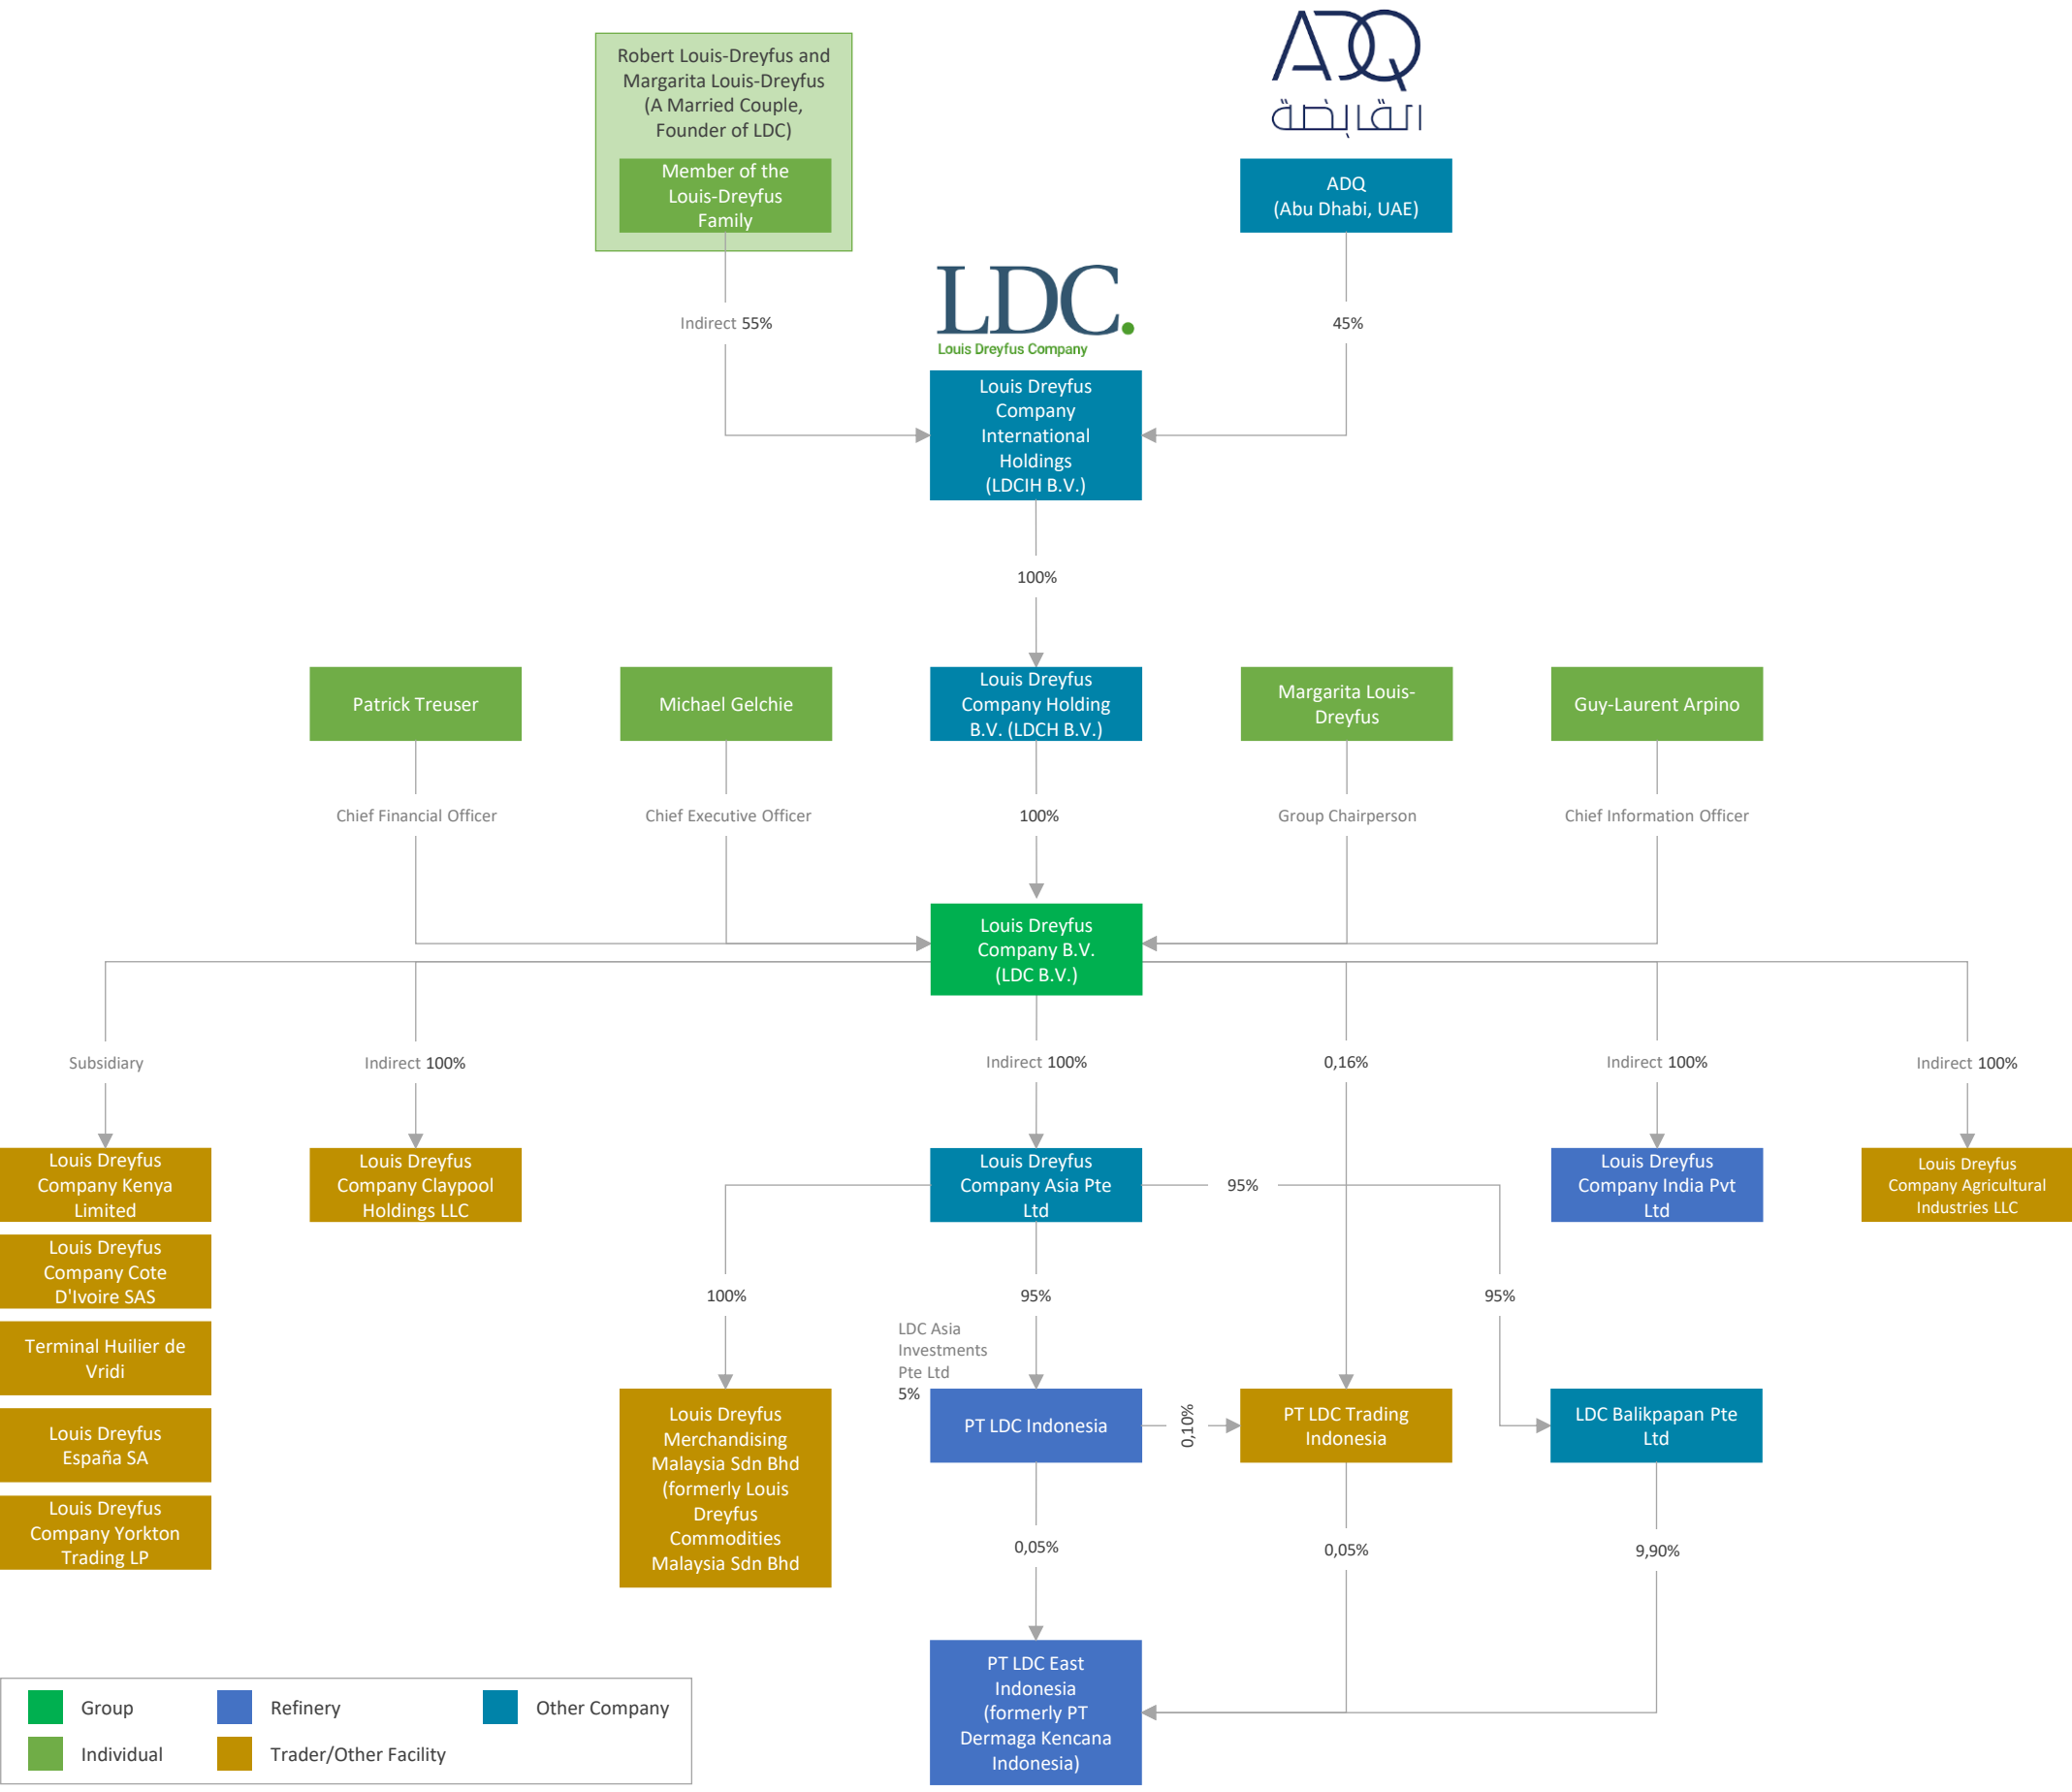 ADQ
القابضة
Robert Louis-Dreyfus and
Margarita Louis-Dreyfus
(A Married Couple,
Founder of LDC)
Member of the
Louis-Dreyfus
Family
ADQ
(Abu Dhabi, UAE)
Indirect 55%
LDC.
Louis Dreyfus Company
45%
Louis Dreyfus
Company
International
Holdings
(LDCIH B.V.)
100%
Patrick Treuser
Michael Gelchie
Louis Dreyfus
Company Holding
B.V. (LDCH B.V.)
Margarita Louis-
Dreyfus
Guy-Laurent Arpino
Chief Financial Officer
Chief Executive Officer
100%
Group Chairperson
Chief Information Officer
Louis Dreyfus
Company B.V.
(LDC B.V.)
Subsidiary
Indirect 100%
Indirect 100%
0,16%
Indirect 100%
Indirect 100%
Louis Dreyfus
Company Kenya
Limited
Louis Dreyfus
Company Claypool
Holdings LLC
Louis Dreyfus
Company Asia Pte
Ltd
95%
Louis Dreyfus
Company India Pvt
Ltd
Louis Dreyfus
Company Agricultural
Industries LLC
Louis Dreyfus
Company Cote
D'Ivoire SAS
100%
95%
95%
Terminal Huilier de
Vridi
LDC Asia
Investments
Pte Ltd
5%
Louis Dreyfus
España SA
Louis Dreyfus
Company Yorkton
Trading LP
Louis Dreyfus
Merchandising
Malaysia Sdn Bhd
(formerly Louis
Dreyfus
Commodities
Malaysia Sdn Bhd
PT LDC Indonesia
0,10%
PT LDC Trading
Indonesia
LDC Balikpapan Pte
Ltd
0,05%
0,05%
9,90%
PT LDC East
Indonesia
(formerly PT
Dermaga Kencana
Indonesia)
Group
Refinery
Other Company
Individual
Trader/Other Facility